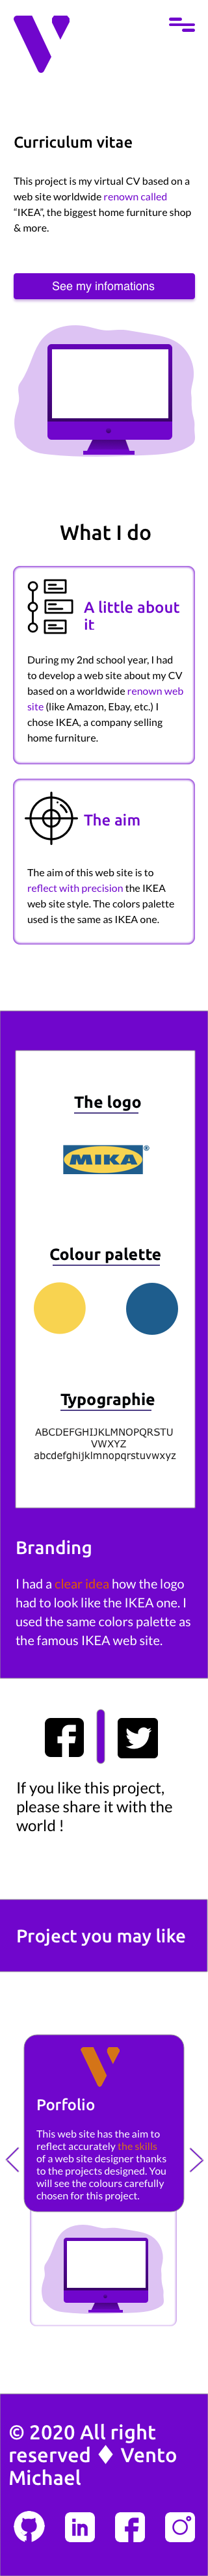 Curriculum vitae
This project is my virtual CV based on a
web site worldwide renown called
"IKEA", the biggest home furniture shop
& more.
See my infomations
What I do
A little about
it
During my 2nd school year, I had
to develop a web site about my CV
based on a worldwide renown web
site (like Amazon, Ebay, etc.) I
chose IKEA, a company selling
home furniture.
The aim
The aim of this web site is to
reflect with precision the IKEA
web site style. The colors palette
used is the same as IKEA one.
The logo
MIKA®
Colour palette
Typographie
ABCDEFGHIJKLMNOPQRSTU
VWXYZ
abcdefghijklmnopqrstuvwxyz
Branding
I had a clear idea how the logo
had to look like the IKEA one. I
used the same colors palette as
the famous IKEA web site.
If you like this project,
please share it with the
world !
Project you may like
Porfolio
This web site has the aim to
reflect accurately the skills
of a web site designer thanks
to the projects designed. You
will see the colours carefully
chosen for this project.
© 2020 All right
reserved ♦ Vento
Michael